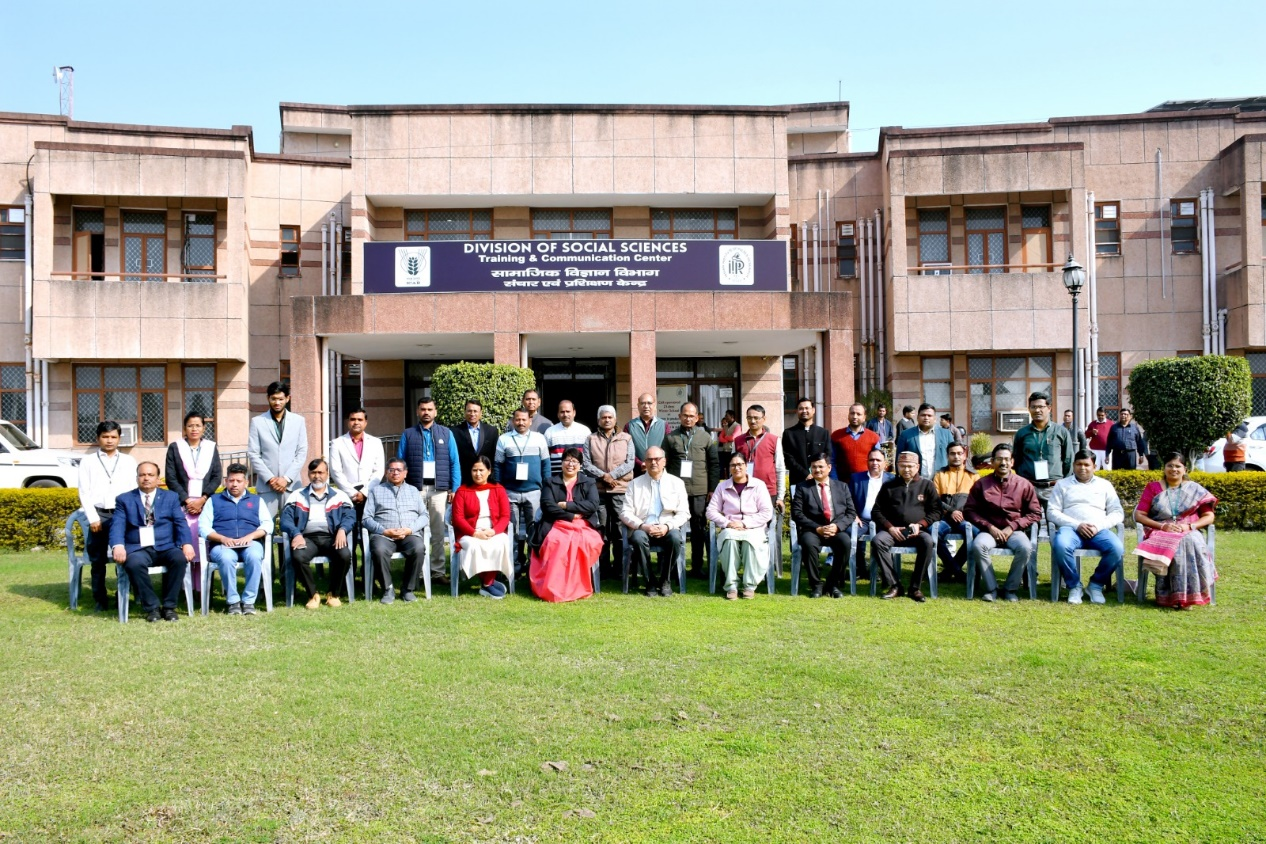 DIVISION OF SOCIAL SCIENCES
Training & Communication Center
सामाजिक विज्ञान विभाग
संचार एवं प्रशिक्षण केन्द्र